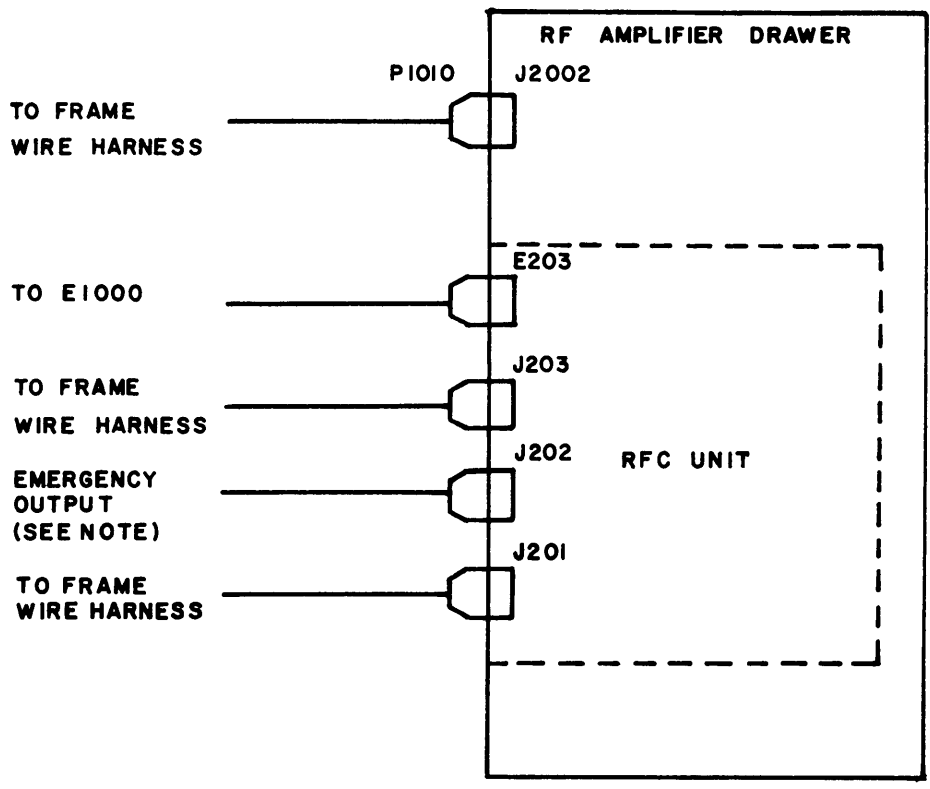 RF AMPLIFIER DRAWER
P1010 J2002
TO FRAME
WIRE HARNESS
E203
TO E1000
J203
TO FRAME
WIRE HARNESS
J202
RFC UNIT
EMERGENCY
OUTPUT
(SEE NOTE)
J201
TO FRAME
WIRE HARNESS